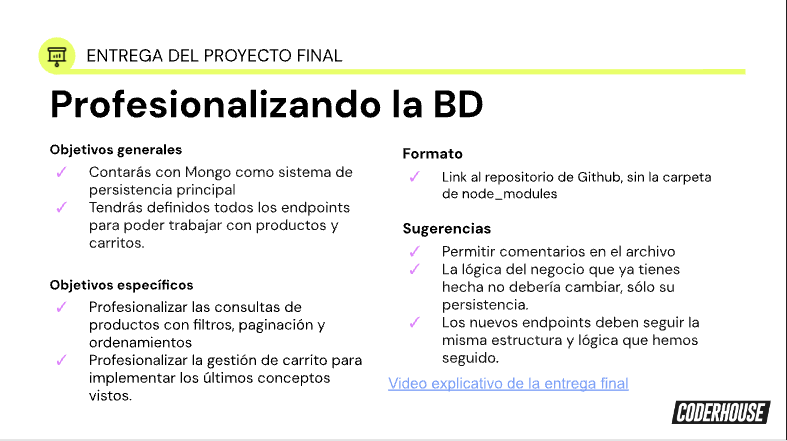 ENTREGA DEL PROYECTO FINAL
Profesionalizando la BD
Objetivos generales
✓ Contarás con Mongo como sistema de
persistencia principal
✓ Tendrás definidos todos los endpoints
para poder trabajar con productos y
carritos.
Objetivos específicos
✓ Profesionalizar las consultas de
productos con filtros, paginación y
ordenamientos
✓ Profesionalizar la gestión de carrito para
implementar los últimos conceptos
vistos.
Formato
✓ Link al repositorio de Github, sin la carpeta
de node_modules
Sugerencias
✓ Permitir comentarios en el archivo
✓ La lógica del negocio que ya tienes
hecha no debería cambiar, sólo su
persistencia.
✓ Los nuevos endpoints deben seguir la
misma estructura y lógica que hemos
seguido.
Video explicativo de la entrega final
CODERHOUSE